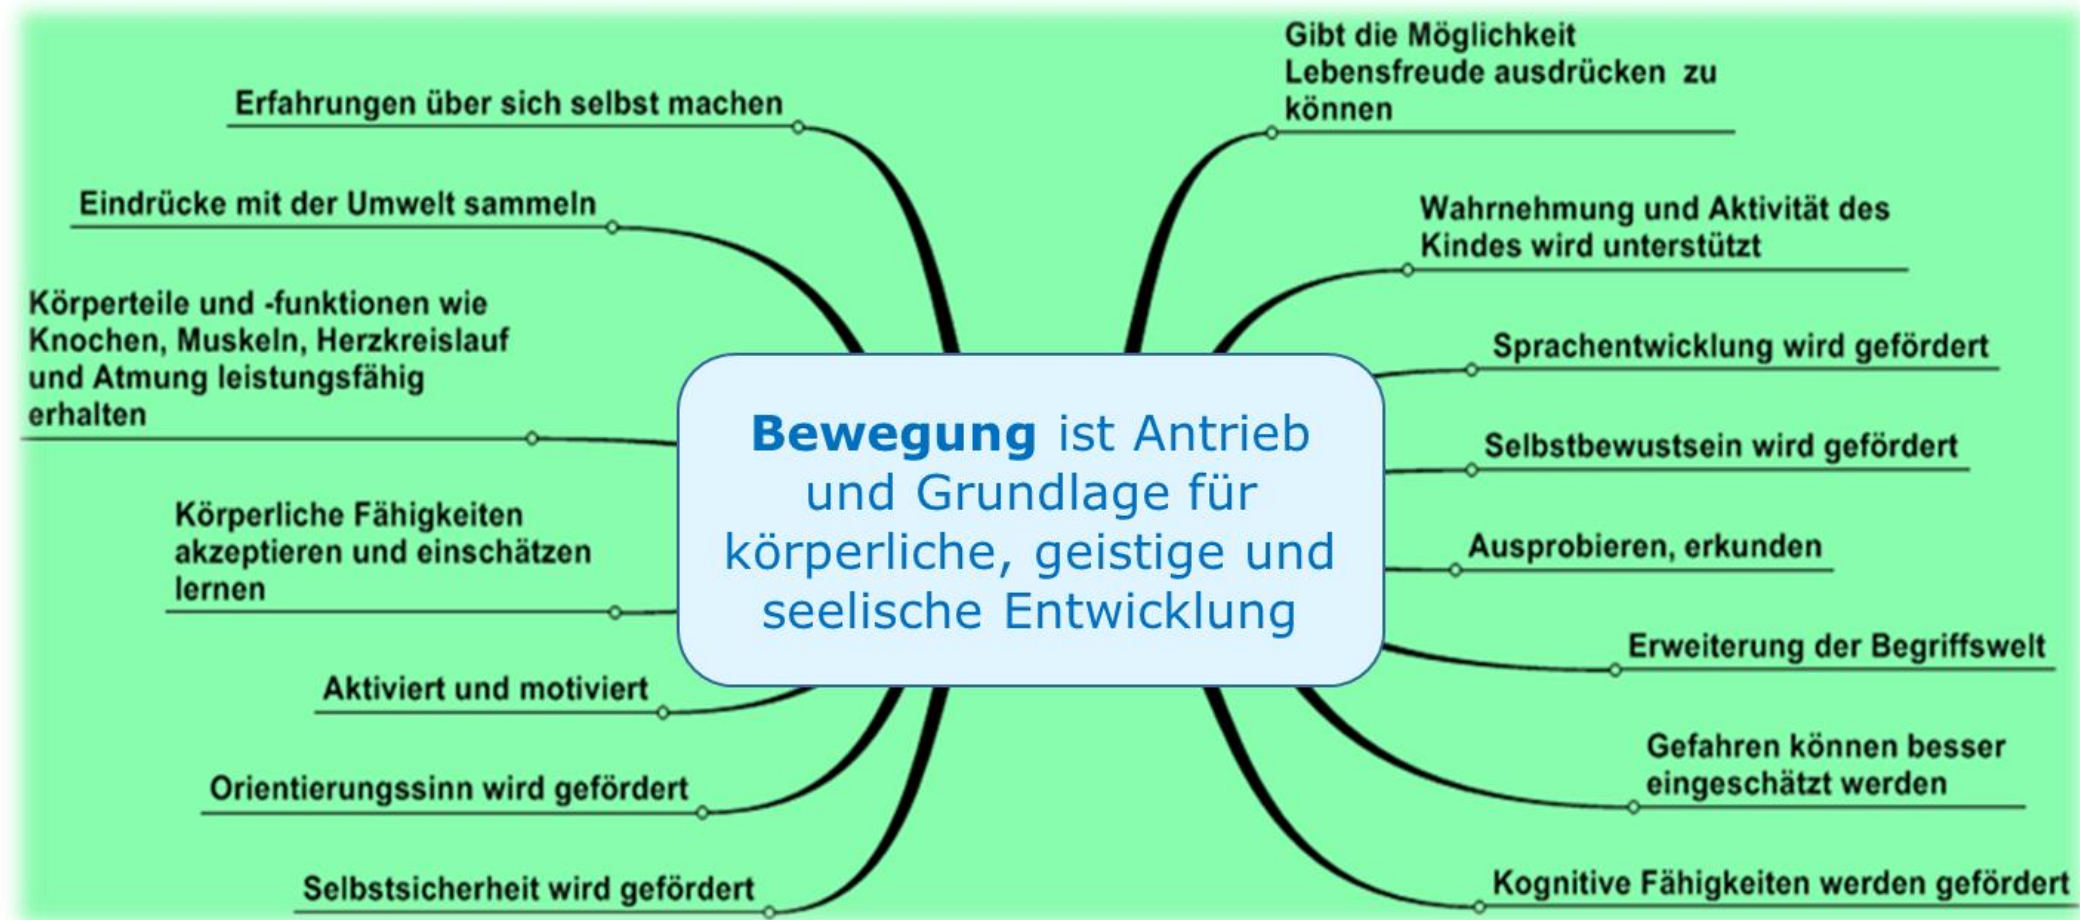 Erfahrungen über sich selbst machen
Eindrücke mit der Umwelt sammeln
Körperteile und -funktionen wie
Knochen, Muskeln, Herzkreislauf
und Atmung leistungsfähig
erhalten
Körperliche Fähigkeiten
akzeptieren und einschätzen
lernen
Aktiviert und motiviert
Orientierungssinn wird gefördert
Selbstsicherheit wird gefördert
Bewegung ist Antrieb
und Grundlage für
körperliche, geistige und
seelische Entwicklung
Gibt die Möglichkeit
Lebensfreude ausdrücken zu
können
Wahrnehmung und Aktivität des
Kindes wird unterstützt
Sprachentwicklung wird gefördert
Selbstbewustsein wird gefördert
Ausprobieren, erkunden
Erweiterung der Begriffswelt
Gefahren können besser
eingeschätzt werden
Kognitive Fähigkeiten werden gefördert